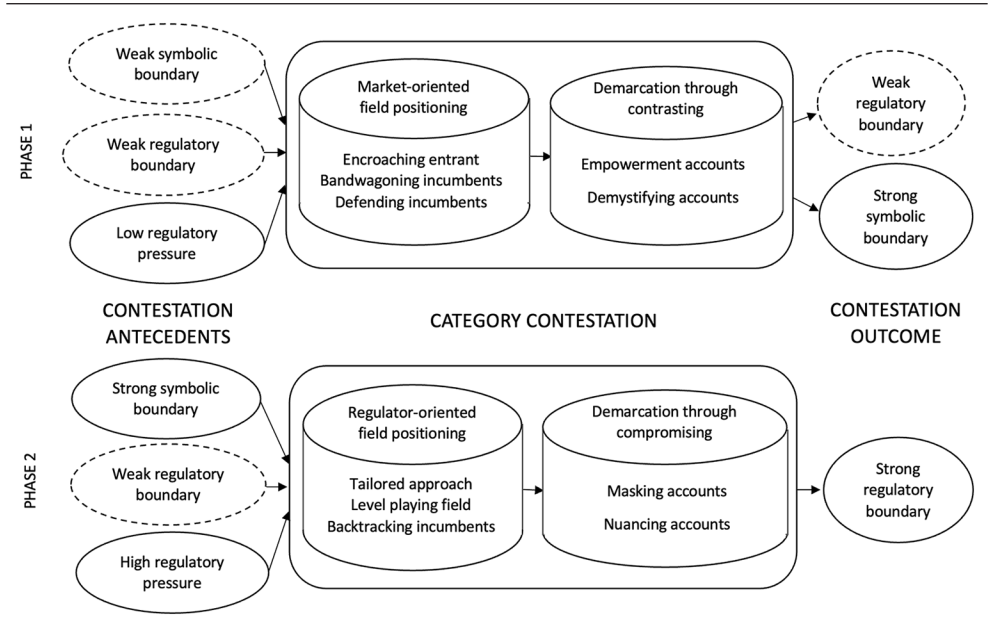 PHASE 1
Weak symbolic
boundary
Weak regulatory
boundary
Low regulatory
pressure
Market-oriented
field positioning
Encroaching entrant
Bandwagoning incumbents
Defending incumbents
Demarcation through
contrasting
Empowerment accounts
Demystifying accounts
Weak
regulatory
boundary
Strong
symbolic
boundary
CONTESTATION
ANTECEDENTS
CATEGORY CONTESTATION
CONTESTATION
OUTCOME
PHASE 2
Strong symbolic
boundary
Weak regulatory
boundary
High regulatory
pressure
Regulator-oriented
field positioning
Tailored approach
Level playing field
Backtracking incumbents
Demarcation through
compromising
Masking accounts
Nuancing accounts
Strong
regulatory
boundary